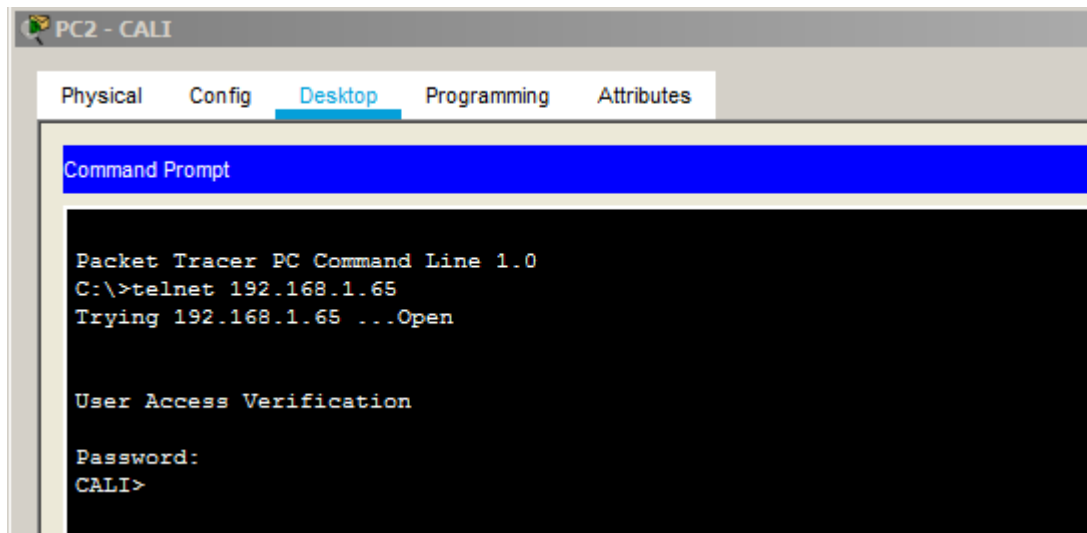 PC2 - CALI
Physical Config Desktop Programming Attributes
Command Prompt
Packet Tracer PC Command Line 1.0
C:\>telnet 192.168.1.65
Trying 192.168.1.65 ...Open
User Access Verification
Password:
CALI>